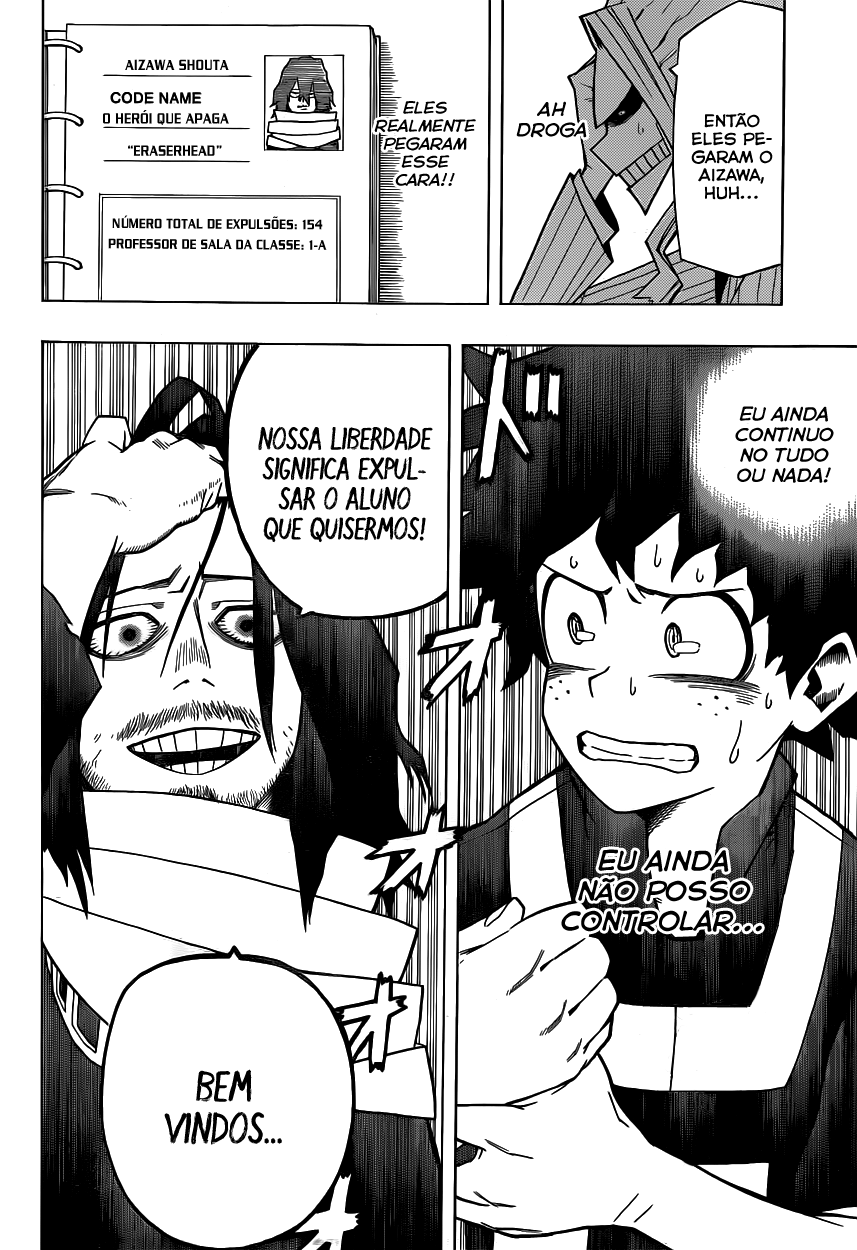 ENTÃO
ELES PE-
GARAM O
AIZAWA,
HUH...
AH
DROGA
ELES
REALMENTE
PEGARAM
ESSE
CARA!!
AIZAWA SHOUTA
CODE NAME
O HERÓI QUE APAGA
"ERASERHEAD"
NÚMERO TOTAL DE EXPULSÕES: 154
PROFESSOR DE SALA DA CLASSE: 1-A
EU AINDA
CONTINUO
NO TUDO
OU NADA!
EU AINDA
NÃO POSSO
CONTROLAR...
NOSSA LIBERDADE
SIGNIFICA EXPUL-
SAR O ALUNO
QUE QUISERMOS!
BEM
VINDOS...